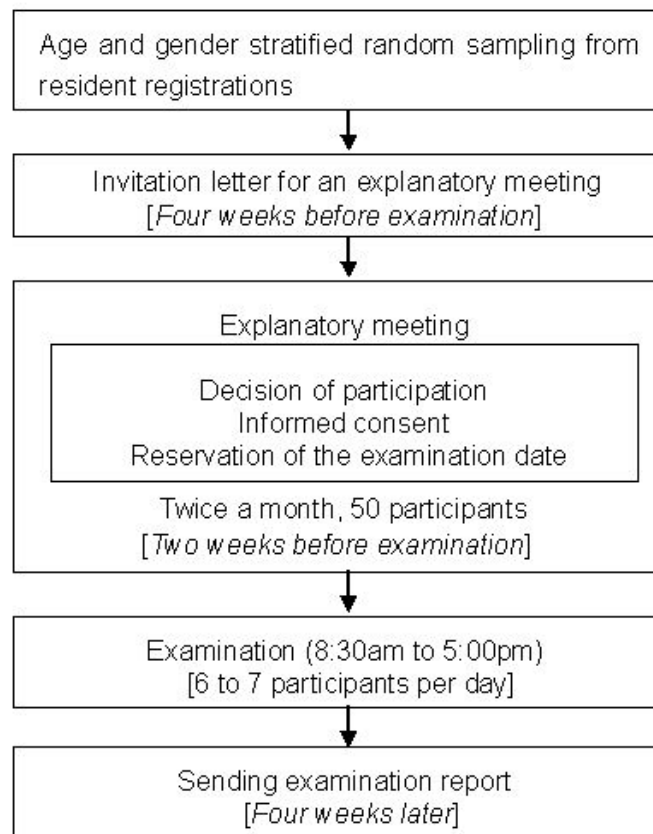 Age and gender stratified random sampling from
resident registrations
Invitation letter for an explanatory meeting
[Four weeks before examination]
Explanatory meeting
Decision of participation
Informed consent
Reservation of the examination date
Twice a month, 50 participants
[Two weeks before examination]
Examination (8:30am to 5:00pm)
[6 to 7 participants per day]
Sending examination report
[Four weeks later]